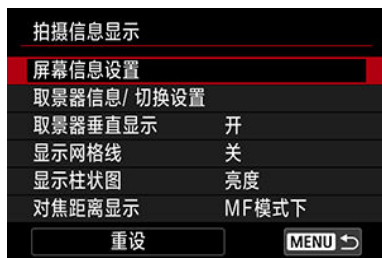 拍摄信息显示
屏幕信息设置
取景器信息/ 切换设置
取景器垂直显示 开
显示网格线 关
显示柱状图 亮度
对焦距离显示 MF模式下
重设 MENU